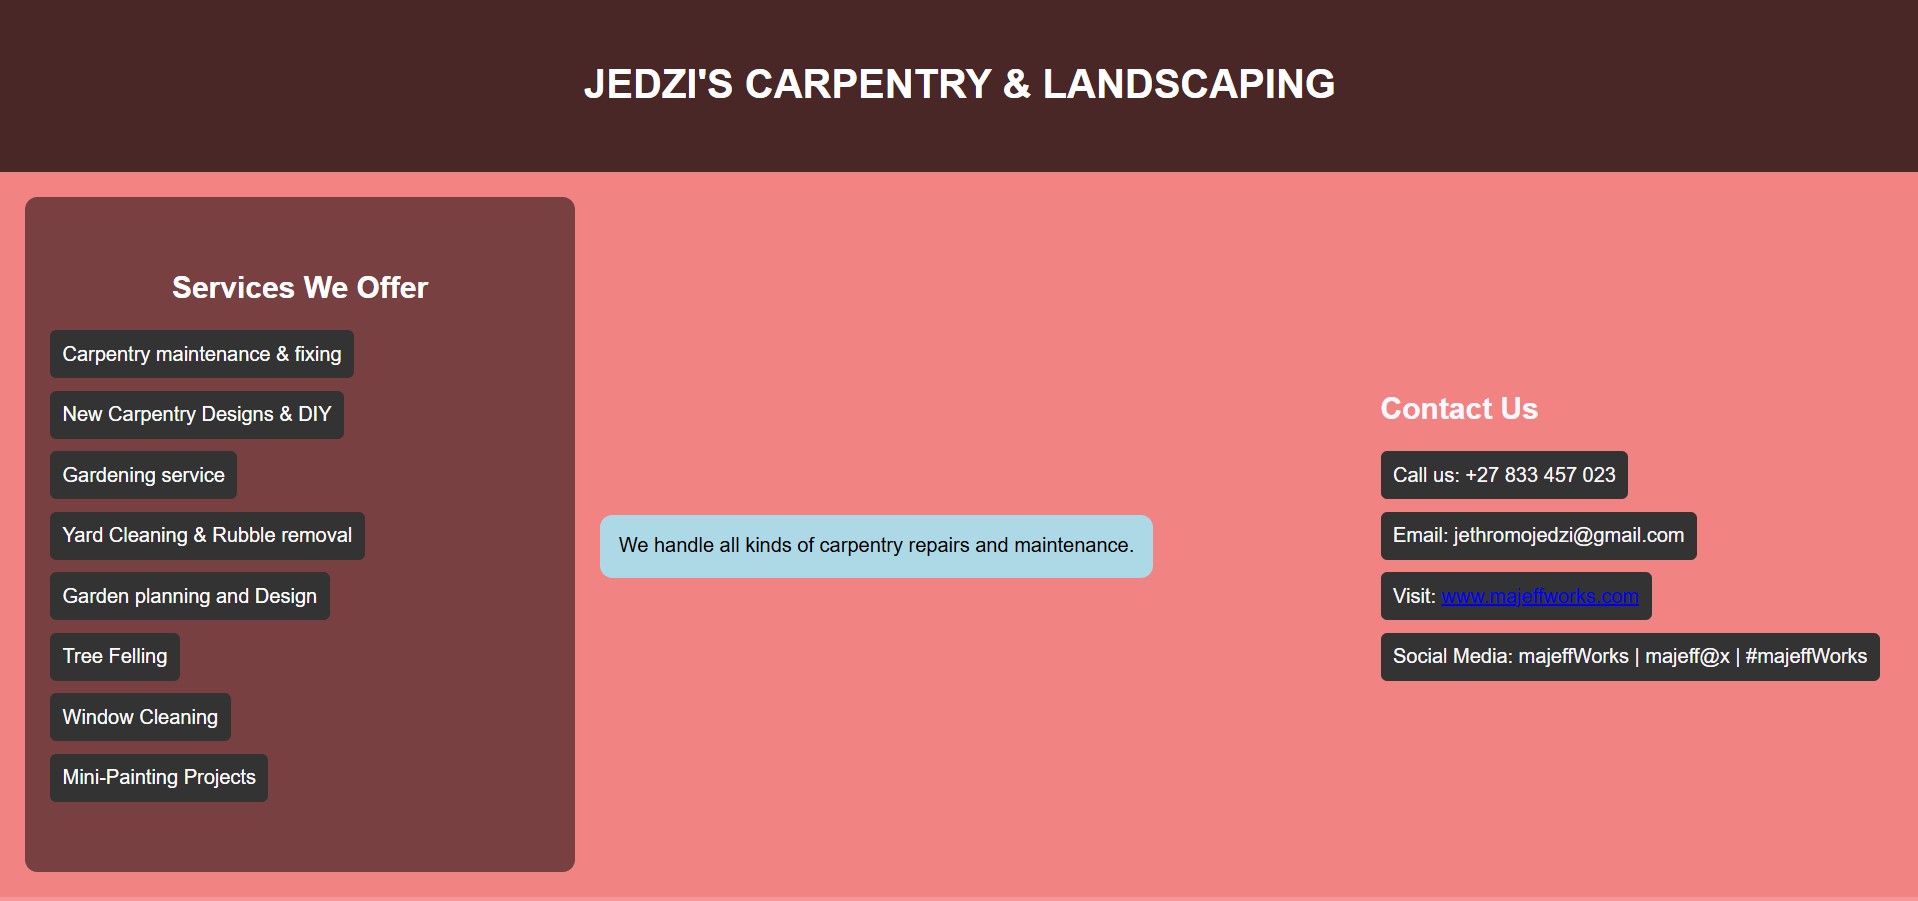 JEDZI'S CARPENTRY & LANDSCAPING
Services We Offer
Carpentry maintenance & fixing
New Carpentry Designs & DIY
Gardening service
Yard Cleaning & Rubble removal
Garden planning and Design
Tree Felling
Window Cleaning
Mini-Painting Projects
We handle all kinds of carpentry repairs and maintenance.
Contact Us
Call us: +27 833 457 023
Email: jethromojedzi@gmail.com
Visit: www.majeffworks.com
Social Media: majeffWorks | majeff@x | #majeffWorks